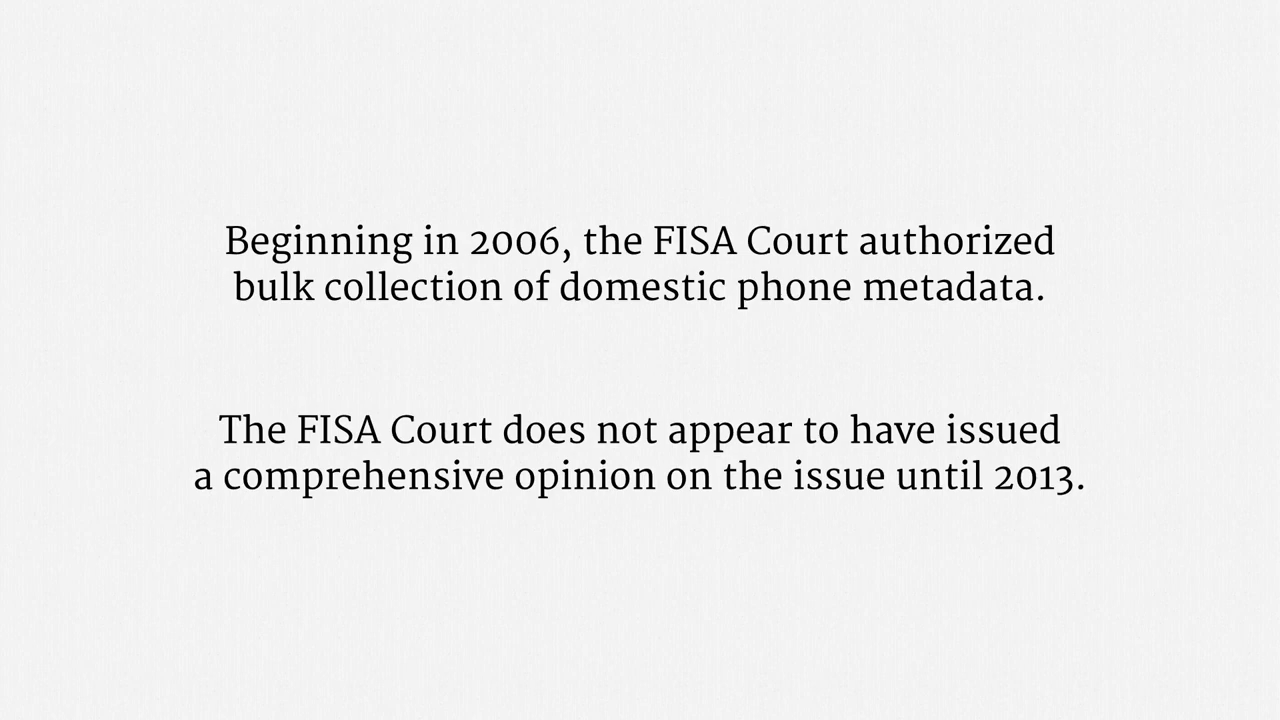 Beginning in 2006, the FISA Court authorized
bulk collection of domestic phone metadata.
The FISA Court does not appear to have issued
a comprehensive opinion on the issue until 2013.